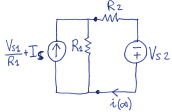 R2
Vs1/R1 + Is
R1
− +
Vs2
i(∞)